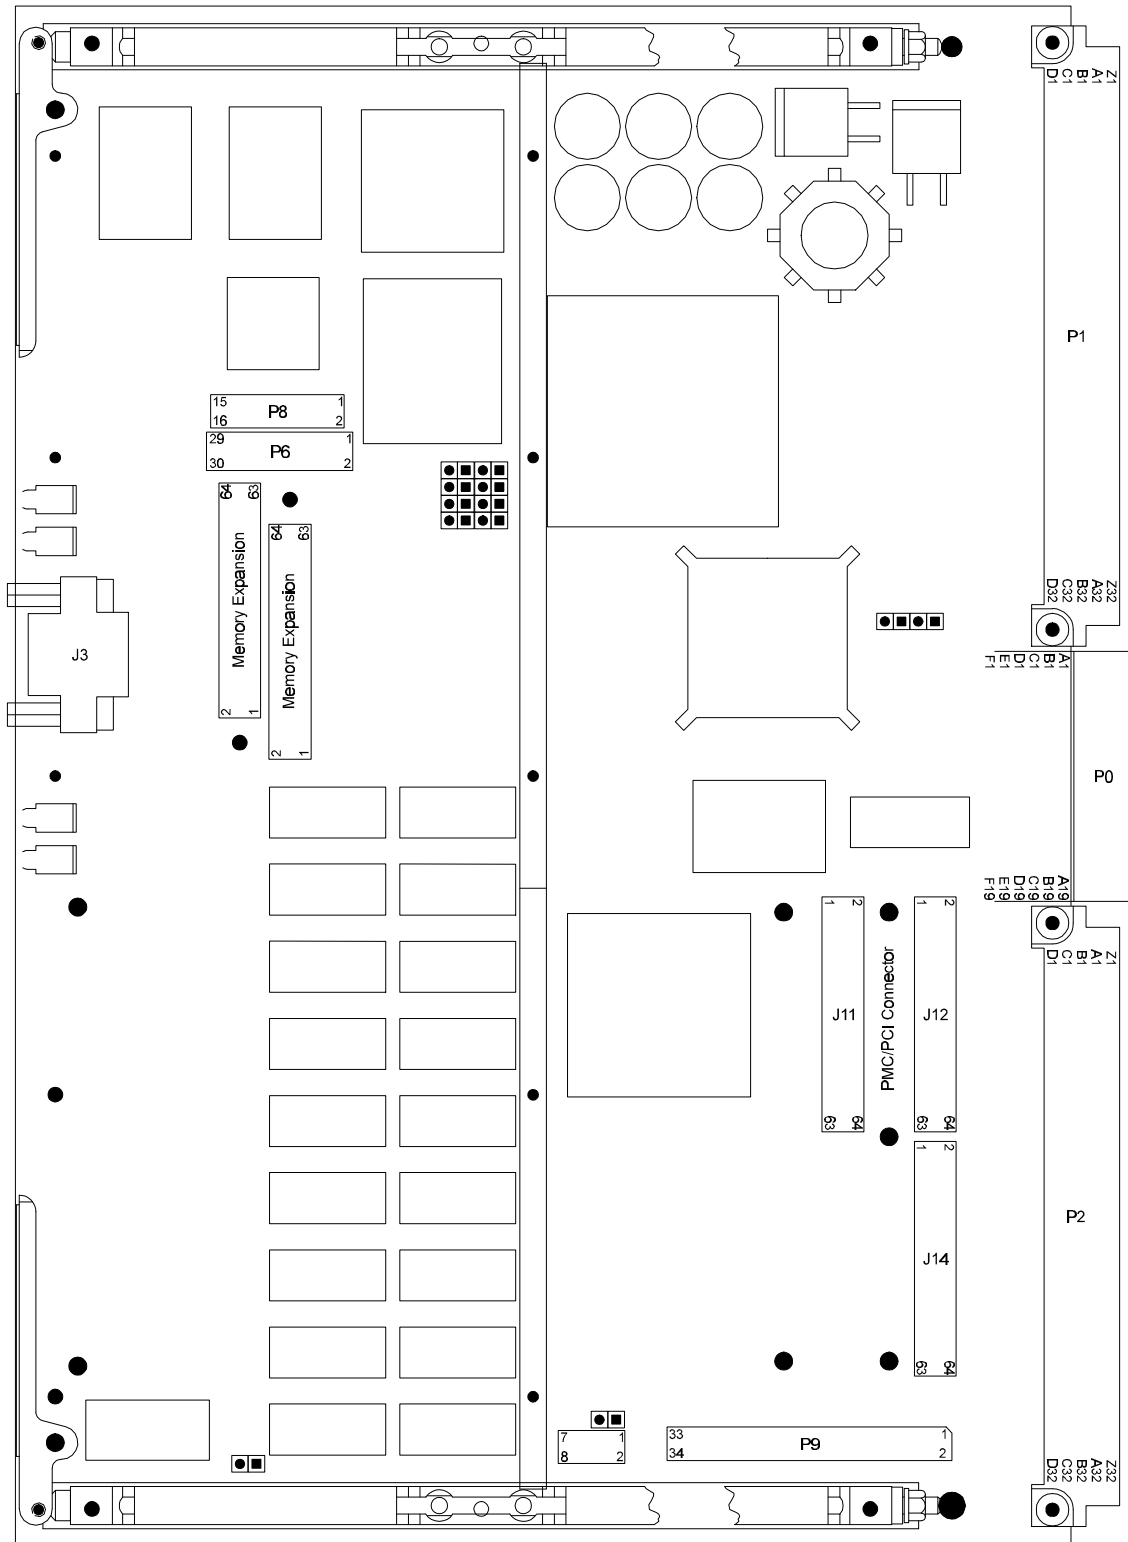 Z1
A1
B1
C1
D1
P1
15 1
P8
16 2
29 1
P6
30 2
64 63
Memory Expansion
2 1
64 63
Memory Expansion
2 1
J3
Z32
A32
B32
C32
D32
A1
B1
C1
D1
E1
F1
P0
A19
B19
C19
D19
E19
F19
1 2
J11
63 64
PMC/PCI Connector
1 2
J12
63 64
1 2
J14
63 64
Z1
A1
B1
C1
D1
P2
Z32
A32
B32
C32
D32
7 1
8 2
33 1
P9
34 2